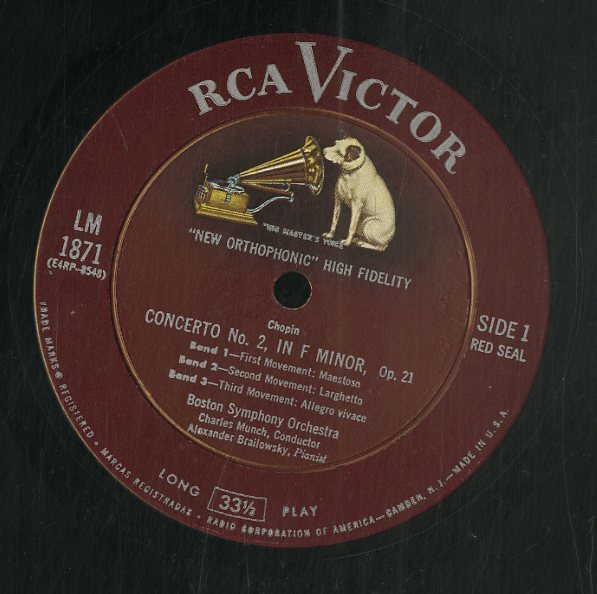 RCA VICTOR
"HIS MASTER'S VOICE"
"NEW ORTHOPHONIC" HIGH FIDELITY
LM
1871
(E4RP-8548)
SIDE 1
RED SEAL
Chopin
CONCERTO No. 2, IN F MINOR, Op. 21
Band 1—First Movement: Maestoso
Band 2—Second Movement: Larghetto
Band 3—Third Movement: Allegro vivace
Boston Symphony Orchestra
Charles Munch, Conductor
Alexander Brailowsky, Pianist
LONG 33⅓ PLAY
TRADE MARKS ® REGISTERED • MARCAS REGISTRADAS • RADIO CORPORATION OF AMERICA—CAMDEN, N. J.—MADE IN U.S.A.